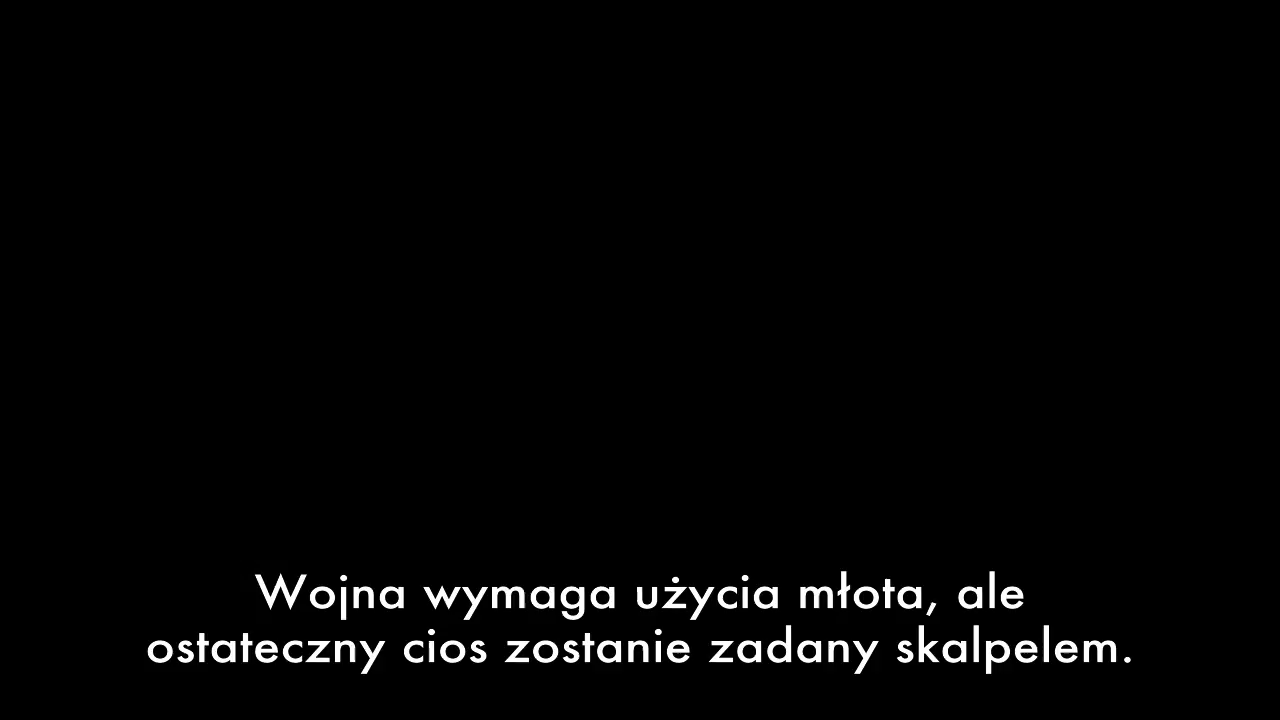 Wojna wymaga użycia młota, ale
ostateczny cios zostanie zadany skalpelem.